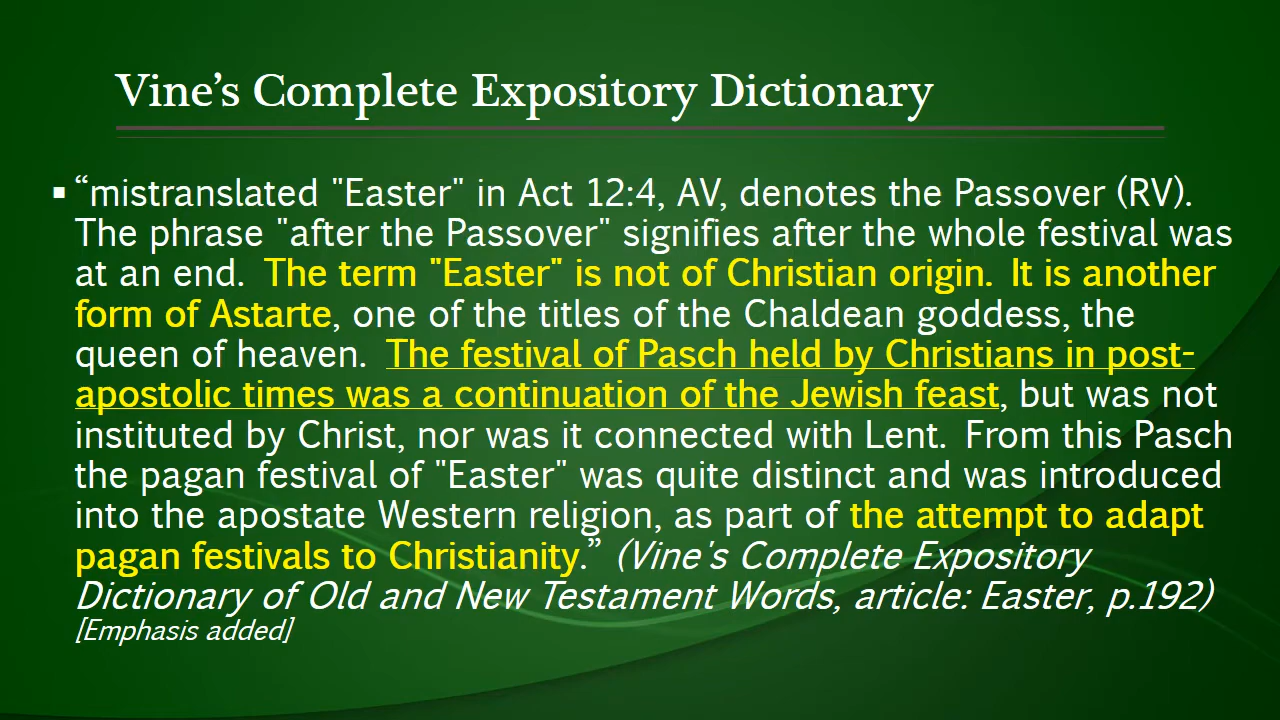 Vine’s Complete Expository Dictionary
▪ “mistranslated "Easter" in Act 12:4, AV, denotes the Passover (RV).
The phrase "after the Passover" signifies after the whole festival was
at an end. The term "Easter" is not of Christian origin. It is another
form of Astarte, one of the titles of the Chaldean goddess, the
queen of heaven. The festival of Pasch held by Christians in post-
apostolic times was a continuation of the Jewish feast, but was not
instituted by Christ, nor was it connected with Lent. From this Pasch
the pagan festival of "Easter" was quite distinct and was introduced
into the apostate Western religion, as part of the attempt to adapt
pagan festivals to Christianity.” (Vine's Complete Expository
Dictionary of Old and New Testament Words, article: Easter, p.192)
[Emphasis added]